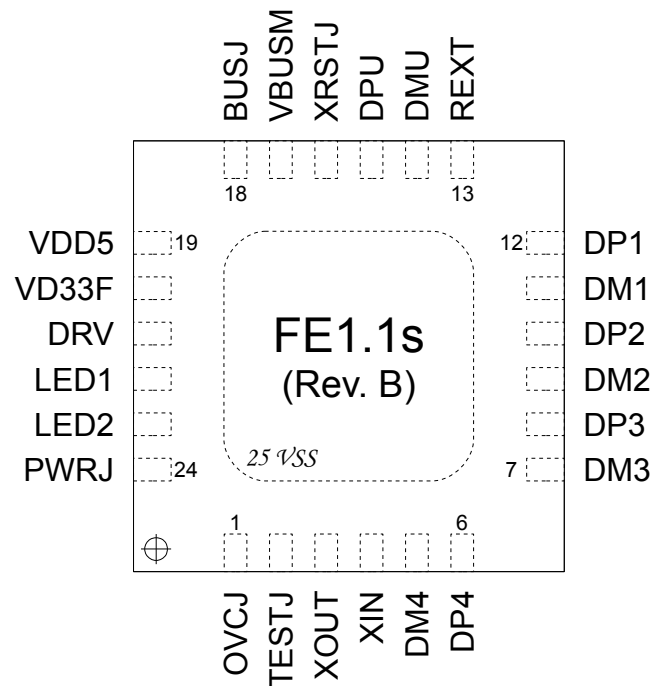 BUSJ
VBUSM
XRSTJ
DPU
DMU
REXT
18
13
VDD5
19
12
DP1
VD33F
DM1
DRV
FE1.1s
DP2
LED1
(Rev. B)
DM2
LED2
DP3
PWRJ
24
25 VSS
7
DM3
1
6
OVCJ
TESTJ
XOUT
XIN
DM4
DP4